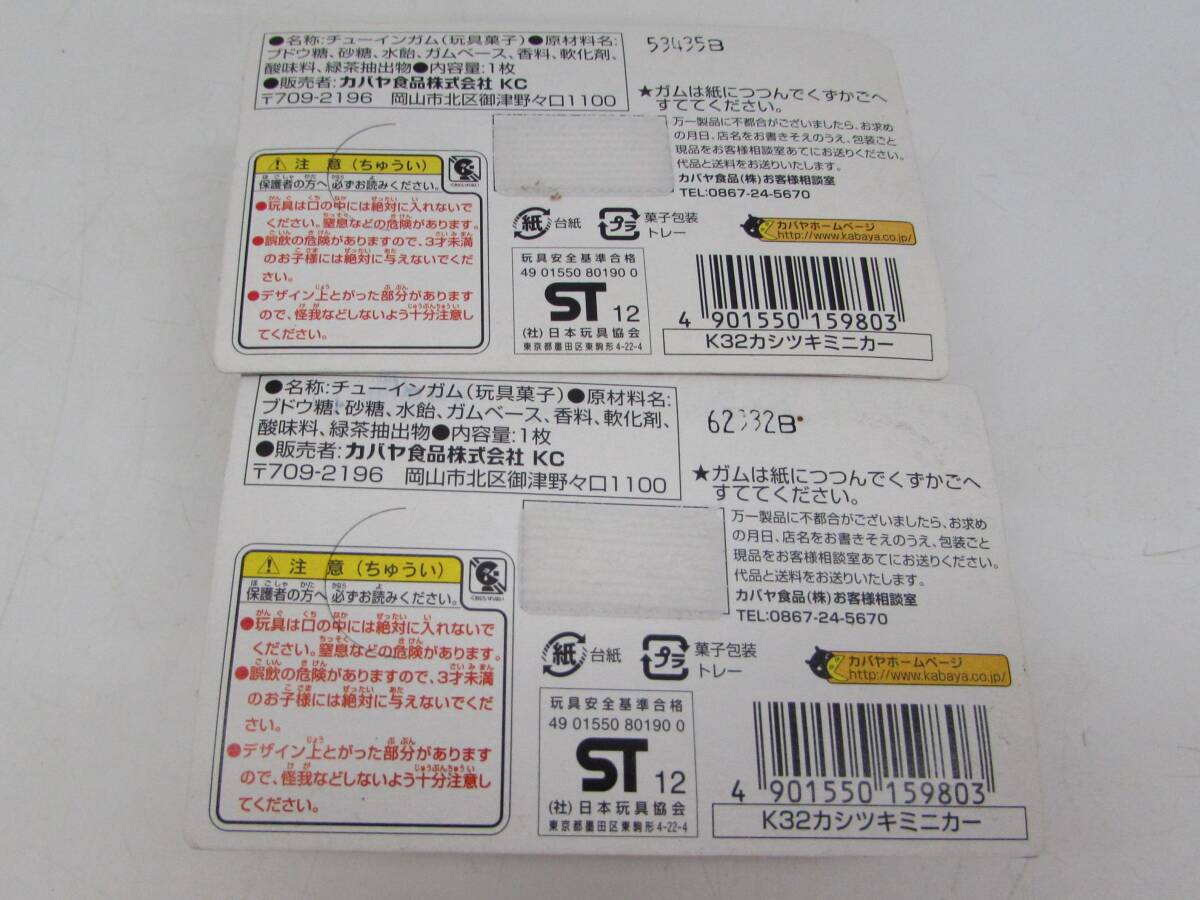 ●名称:チューインガム(玩具菓子)●原材料名:
ブドウ糖、砂糖、水飴、ガムベース、香料、軟化剤、
酸味料、緑茶抽出物●内容量:1枚
●販売者:カバヤ食品株式会社 KC
〒709-2196 岡山市北区御津野々口1100
53435B
★ガムは紙につつんでくずかごへ
すててください。
万一製品に不都合がございましたら、お求め
の月日、店名をお書きそえのうえ、包装ごと
現品をお客様相談室あてにお送りください。
代品と送料をお送りいたします。
カバヤ食品(株)お客様相談室
TEL:0867-24-5670
注意(ちゅうい)
保護者の方へ 必ずお読みください。
●玩具は口の中には絶対に入れないで
ください。窒息などの危険があります。
●誤飲の危険がありますので、3才未満
のお子様には絶対に与えないでくだ
さい。
●デザイン上とがった部分があります
ので、怪我などしないよう十分注意し
てください。
紙 台紙
プラ 菓子包装
トレー
カバヤホームページ
http://www.kabaya.co.jp/
玩具安全基準合格
49 01550 80190 0
ST 12
(社)日本玩具協会
東京都墨田区東駒形4-22-4
4 901550 159803
K32カシツキミニカー
●名称:チューインガム(玩具菓子)●原材料名:
ブドウ糖、砂糖、水飴、ガムベース、香料、軟化剤、
酸味料、緑茶抽出物●内容量:1枚
●販売者:カバヤ食品株式会社 KC
〒709-2196 岡山市北区御津野々口1100
62332B
★ガムは紙につつんでくずかごへ
すててください。
万一製品に不都合がございましたら、お求め
の月日、店名をお書きそえのうえ、包装ごと
現品をお客様相談室あてにお送りください。
代品と送料をお送りいたします。
カバヤ食品(株)お客様相談室
TEL:0867-24-5670
注意(ちゅうい)
保護者の方へ 必ずお読みください。
●玩具は口の中には絶対に入れないで
ください。窒息などの危険があります。
●誤飲の危険がありますので、3才未満
のお子様には絶対に与えないでくだ
さい。
●デザイン上とがった部分があります
ので、怪我などしないよう十分注意し
てください。
紙 台紙
プラ 菓子包装
トレー
カバヤホームページ
http://www.kabaya.co.jp/
玩具安全基準合格
49 01550 80190 0
ST 12
(社)日本玩具協会
東京都墨田区東駒形4-22-4
4 901550 159803
K32カシツキミニカー